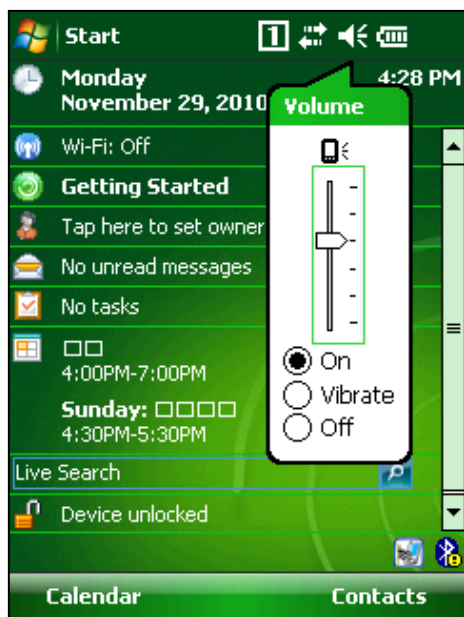 Start
1
Monday
4:28 PM
November 29, 2010
Volume
Wi-Fi: Off
Getting Started
Tap here to set owner
No unread messages
No tasks
□□
4:00PM-7:00PM
On
Vibrate
Sunday: □□□□
Off
4:30PM-5:30PM
Live Search
Device unlocked
Calendar
Contacts